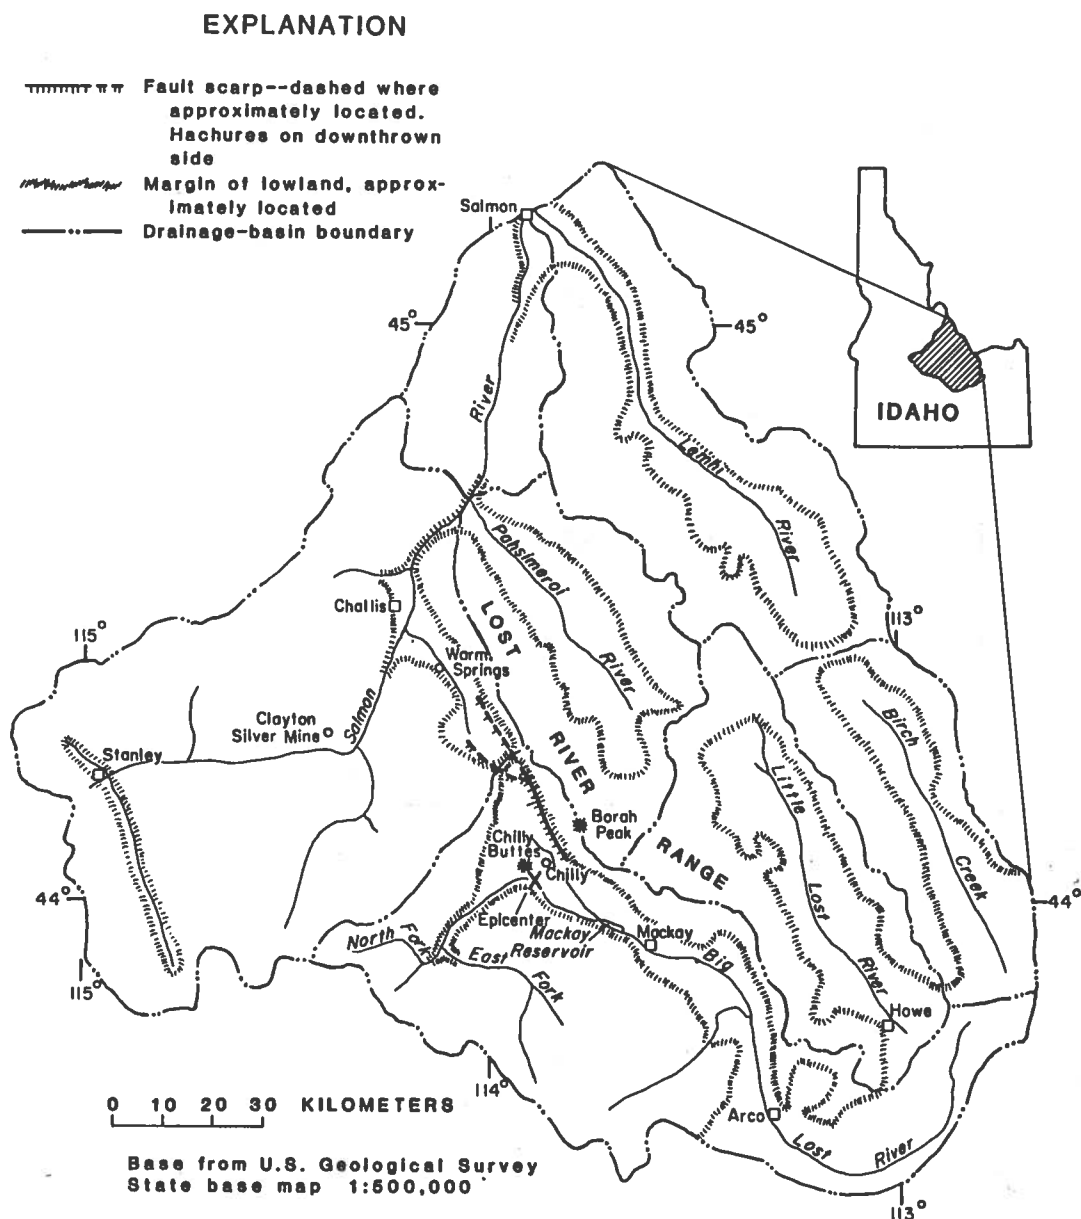 EXPLANATION
Fault scarp--dashed where
approximately located.
Hachures on downthrown
side
Margin of lowland, approx-
imately located
Drainage-basin boundary
Salmon
45°
45°
IDAHO
River
Lemhi
River
Pahsimeroi
River
Challis
LOST
RIVER
RANGE
113°
115°
Warm
Springs
Birch
Creek
Clayton
Silver Mine
Salmon
Stanley
Little
Lost
River
Borah
Peak
Chilly
Buttes
Chilly
44°
44°
Epicenter
Mackay
Reservoir
Mackay
North
Fork
East
Fork
Big
115°
Howe
114°
0 10 20 30 KILOMETERS
Arco
Lost
River
Base from U.S. Geological Survey
State base map 1:500,000
113°